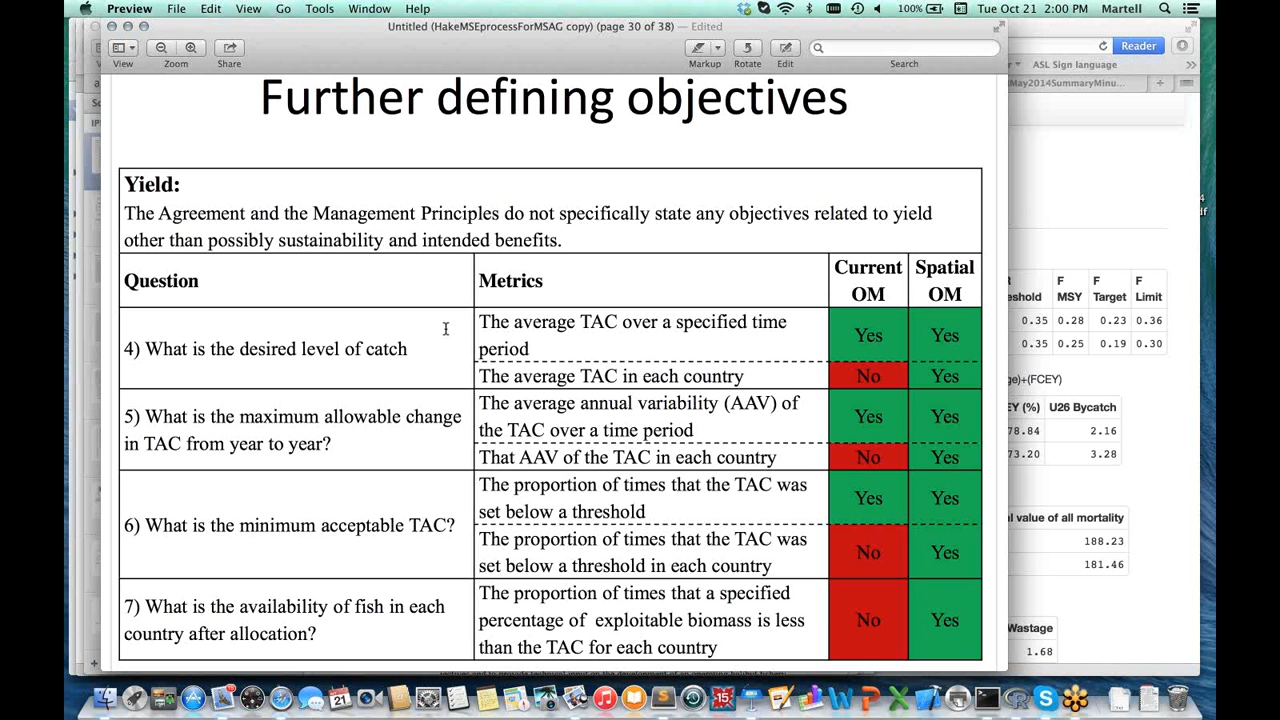 Preview File Edit View Go Tools Window Help 100% Tue Oct 21 2:00 PM Martell
Untitled (HakeMSEprocessForMSAG copy) (page 30 of 38) — Edited
View Zoom Share Markup Rotate Edit Search
Reader
ASL Sign language
May2014SummaryMinu...
Further defining objectives
Yield:
The Agreement and the Management Principles do not specifically state any objectives related to yield
other than possibly sustainability and intended benefits.
Question Metrics Current OM Spatial OM
4) What is the desired level of catch
The average TAC over a specified time
period
Yes Yes
The average TAC in each country No Yes
5) What is the maximum allowable change
in TAC from year to year?
The average annual variability (AAV) of
the TAC over a time period
Yes Yes
That AAV of the TAC in each country No Yes
6) What is the minimum acceptable TAC?
The proportion of times that the TAC was
set below a threshold
Yes Yes
The proportion of times that the TAC was
set below a threshold in each country
No Yes
7) What is the availability of fish in each
country after allocation?
The proportion of times that a specified
percentage of exploitable biomass is less
than the TAC for each country
No Yes
F MSY F Target F Limit
0.35 0.28 0.23 0.36
0.35 0.25 0.19 0.30
)+(FCEY)
(%) U26 Bycatch
78.84 2.16
73.20 3.28
value of all mortality
188.23
181.46
Wastage
1.68
21
15